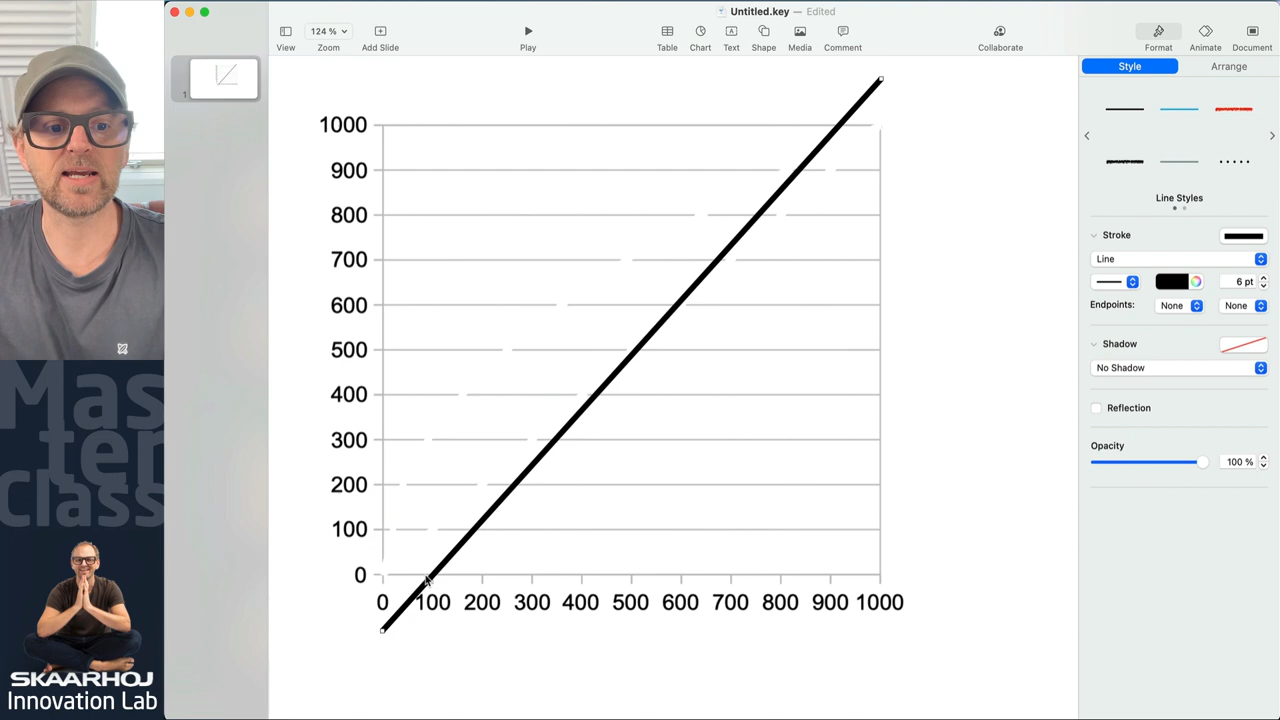 Untitled.key — Edited
124 %
View
Zoom
Add Slide
Play
Table
Chart
Text
Shape
Media
Comment
Collaborate
Format
Animate
Document
1
Style
Arrange
Line Styles
Stroke
Line
6 pt
Endpoints:
None
None
Shadow
No Shadow
Reflection
Opacity
100 %
1000
900
800
700
600
500
400
300
200
100
0
0 100 200 300 400 500 600 700 800 900 1000
Mas
ter
Class
SKAARHOJ
Innovation Lab